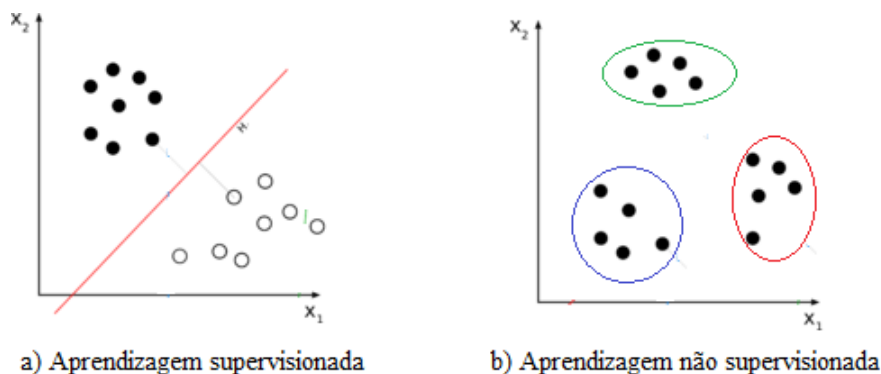 X2
H
X1
a) Aprendizagem supervisionada
X2
X1
b) Aprendizagem não supervisionada